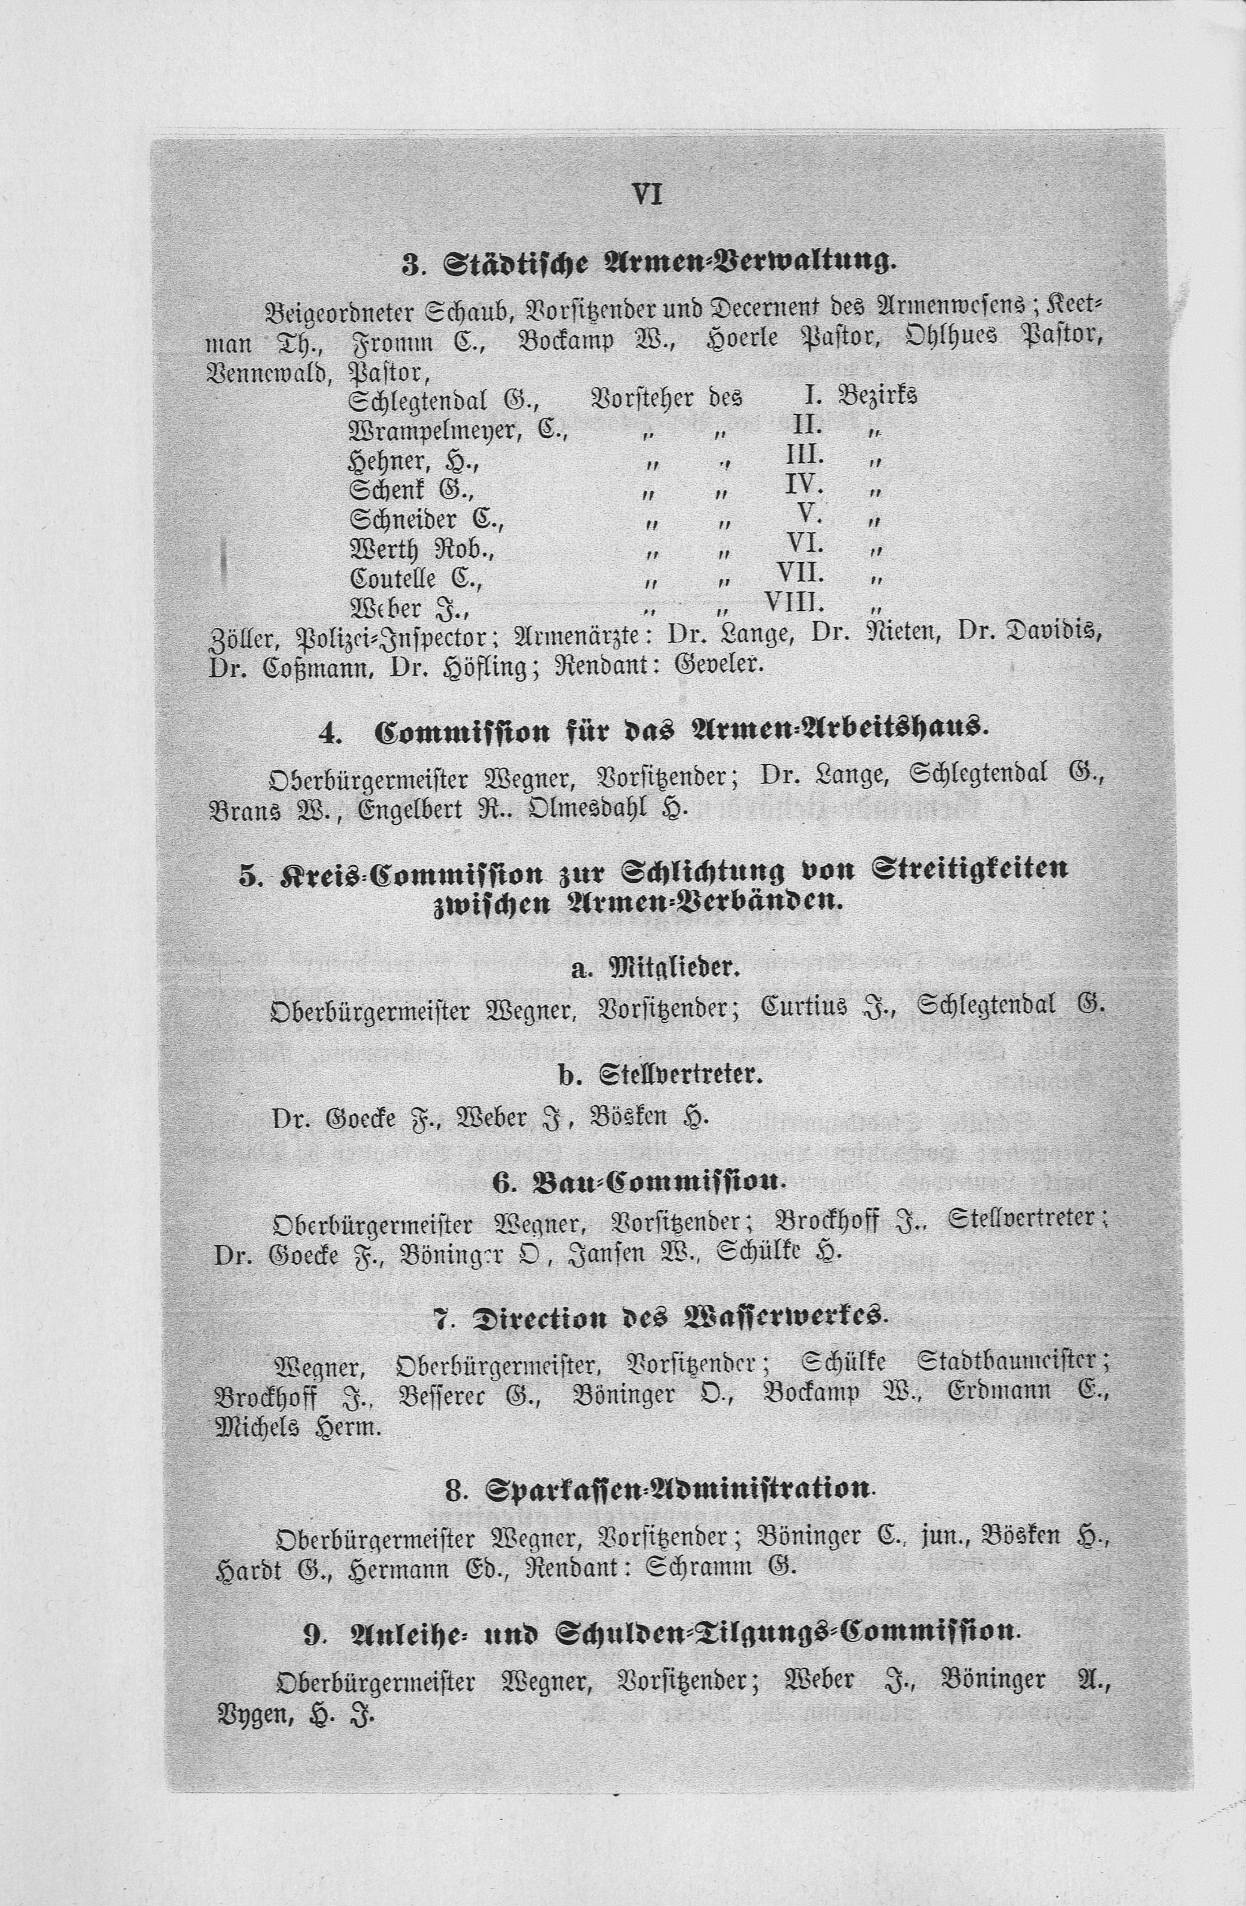 VI
3. Städtische Armen-Verwaltung.
Beigeordneter Schaub, Vorsitzender und Decernent des Armenwesens; Keet-
man Th., Fromm C., Bockamp W., Hoerle Pastor, Ohlhues Pastor,
Vennewald, Pastor,
Schlegtendal G., Vorsteher des I. Bezirks
Wrampelmeyer, C., „ „ II. „
Hehner, H., „ „ III. „
Schenk G., „ „ IV. „
Schneider C., „ „ V. „
Werth Rob., „ „ VI. „
Coutelle C., „ „ VII. „
Weber J., „ „ VIII. „
Zöller, Polizei-Inspector; Armenärzte: Dr. Lange, Dr. Nieten, Dr. Davidis,
Dr. Coßmann, Dr. Höfling; Rendant: Geveler.
4. Commission für das Armen-Arbeitshaus.
Oberbürgermeister Wegner, Vorsitzender; Dr. Lange, Schlegtendal G.,
Brans W., Engelbert R.. Olmesdahl H.
5. Kreis-Commission zur Schlichtung von Streitigkeiten
zwischen Armen-Verbänden.
a. Mitglieder.
Oberbürgermeister Wegner, Vorsitzender; Curtius J., Schlegtendal G.
b. Stellvertreter.
Dr. Goecke F., Weber J, Bösken H.
6. Bau-Commission.
Oberbürgermeister Wegner, Vorsitzender; Brockhoff J., Stellvertreter;
Dr. Goecke F., Böninger O, Jansen W., Schülke H.
7. Direction des Wasserwerkes.
Wegner, Oberbürgermeister, Vorsitzender; Schülke Stadtbaumeister;
Brockhoff J., Besserer G., Böninger O., Bockamp W., Erdmann E.,
Michels Herm.
8. Sparkassen-Administration.
Oberbürgermeister Wegner, Vorsitzender; Böninger C., jun., Bösken H.,
Hardt G., Hermann Ed., Rendant: Schramm G.
9. Anleihe- und Schulden-Tilgungs-Commission.
Oberbürgermeister Wegner, Vorsitzender; Weber J., Böninger A.,
Vygen, H. J.